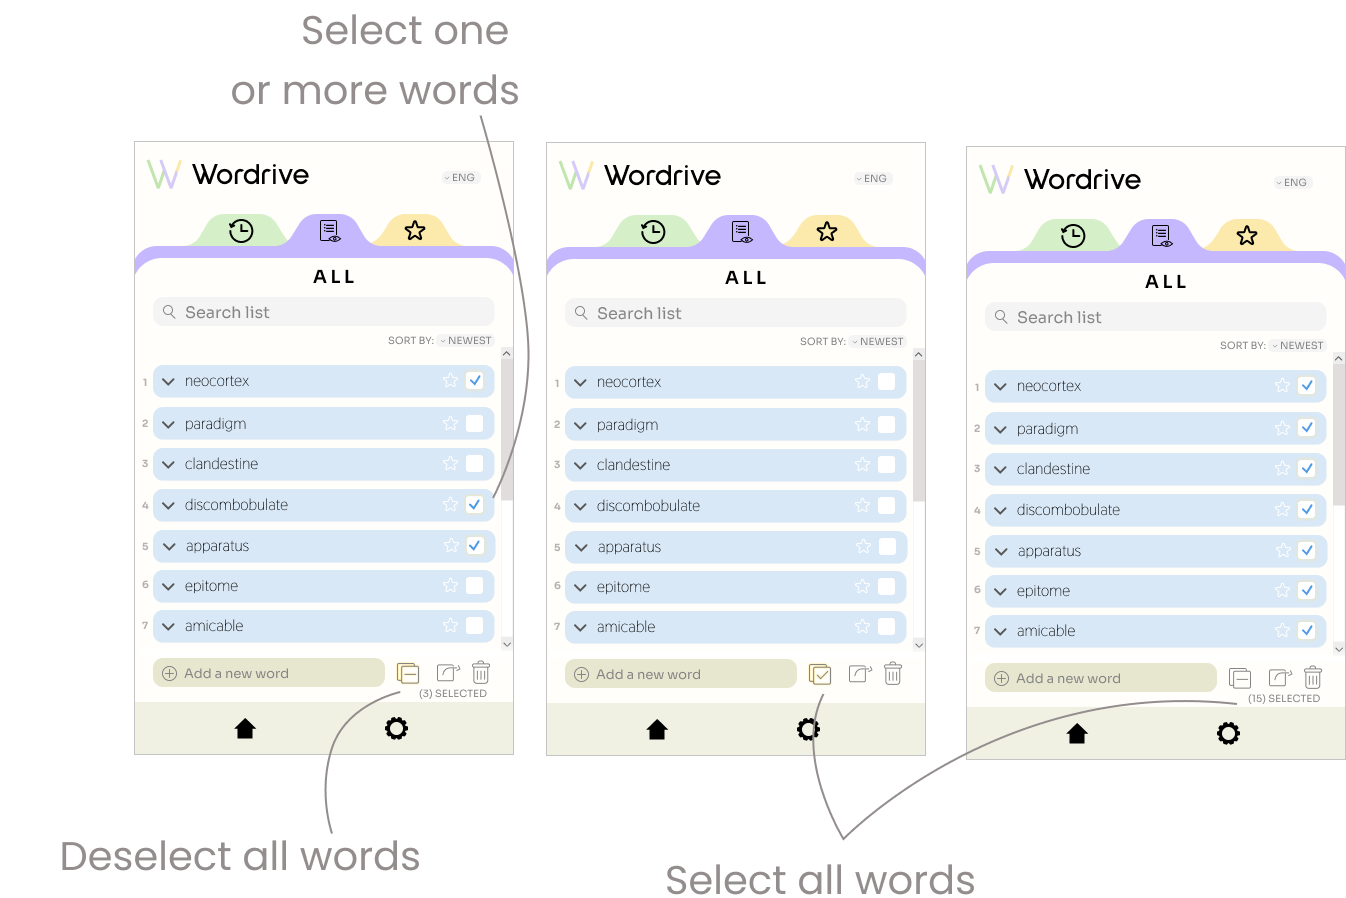 Select one
or more words
Wordrive
ENG
ALL
Search list
SORT BY: NEWEST
1 neocortex
2 paradigm
3 clandestine
4 discombobulate
5 apparatus
6 epitome
7 amicable
Add a new word
(3) SELECTED
Wordrive
ENG
ALL
Search list
SORT BY: NEWEST
1 neocortex
2 paradigm
3 clandestine
4 discombobulate
5 apparatus
6 epitome
7 amicable
Add a new word
Wordrive
ENG
ALL
Search list
SORT BY: NEWEST
1 neocortex
2 paradigm
3 clandestine
4 discombobulate
5 apparatus
6 epitome
7 amicable
Add a new word
(15) SELECTED
Deselect all words
Select all words